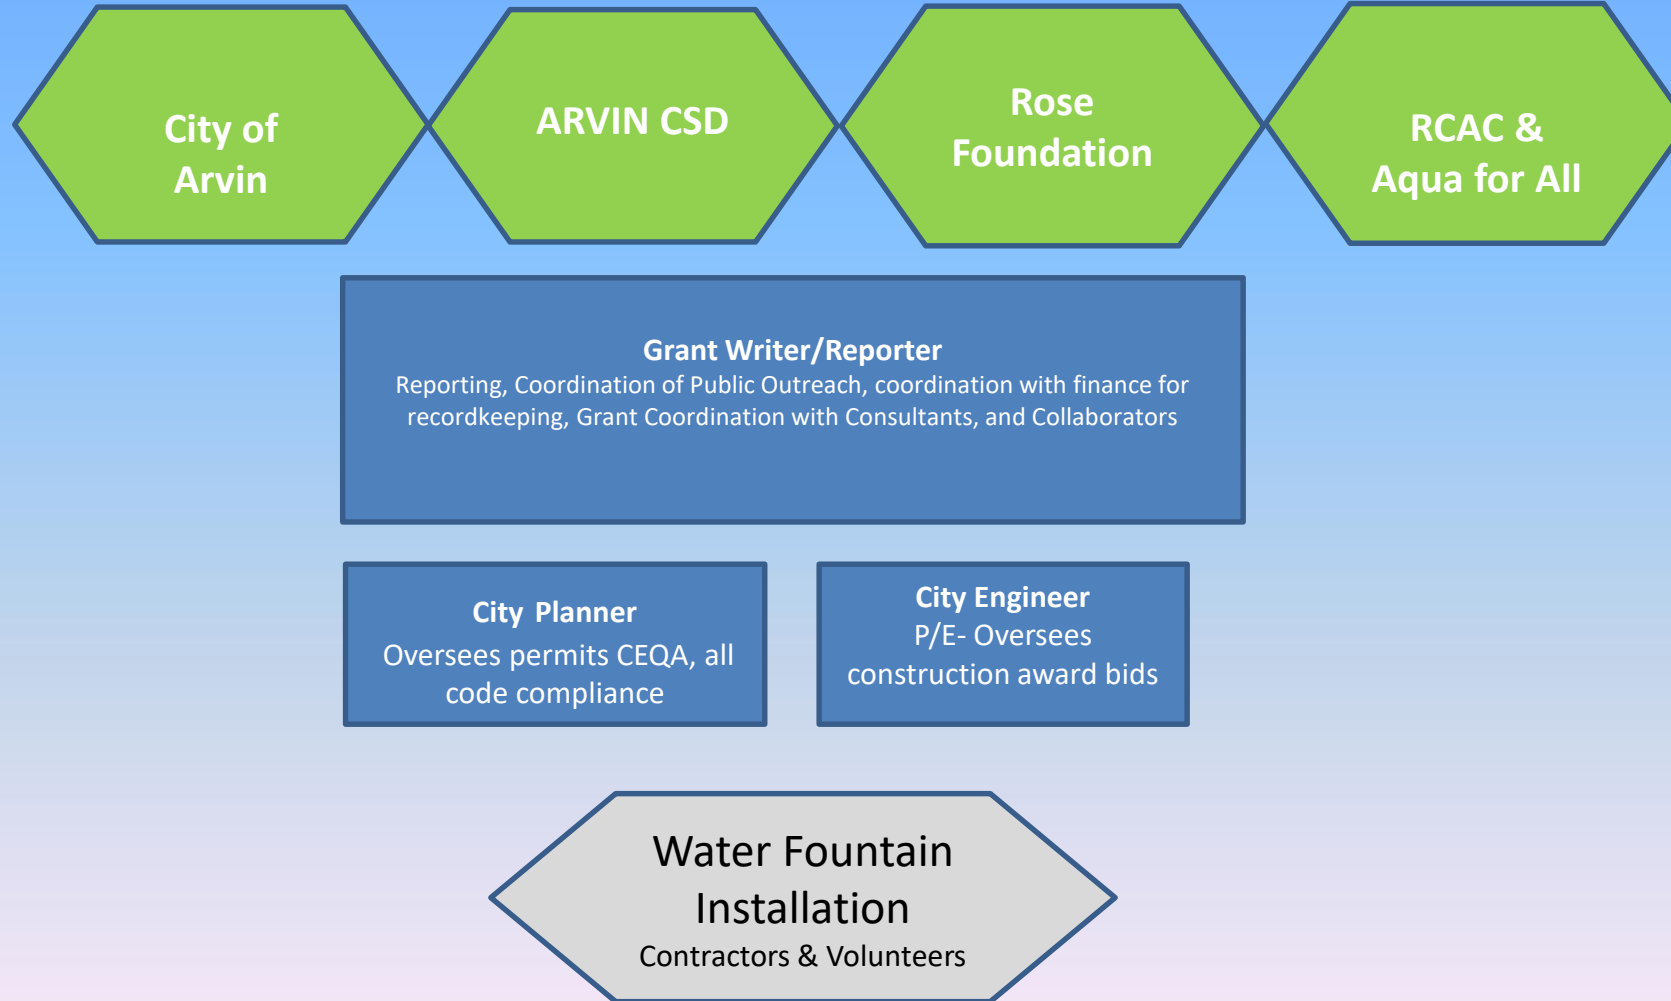 City of
Arvin
ARVIN CSD
Rose
Foundation
RCAC &
Aqua for All
Grant Writer/Reporter
Reporting, Coordination of Public Outreach, coordination with finance for
recordkeeping, Grant Coordination with Consultants, and Collaborators
City Planner
Oversees permits CEQA, all
code compliance
City Engineer
P/E- Oversees
construction award bids
Water Fountain
Installation
Contractors & Volunteers